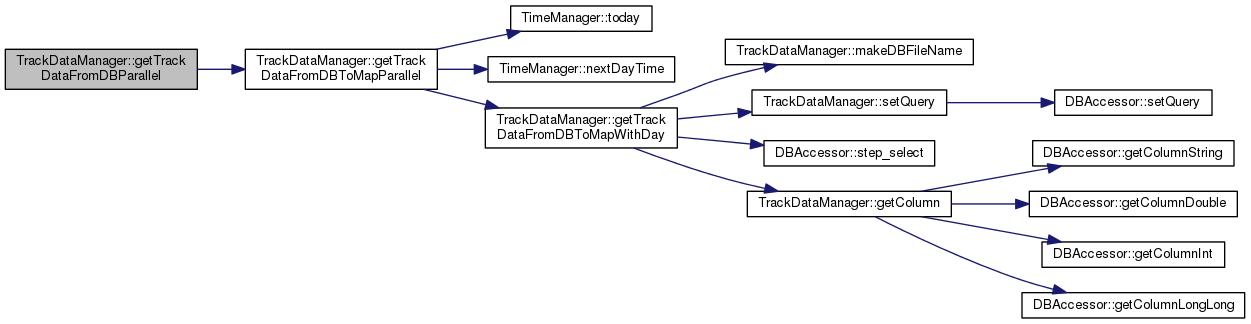 TrackDataManager::getTrack
DataFromDBParallel
TrackDataManager::getTrack
DataFromDBToMapParallel
TimeManager::today
TimeManager::nextDayTime
TrackDataManager::getTrack
DataFromDBToMapWithDay
TrackDataManager::makeDBFileName
TrackDataManager::setQuery
DBAccessor::setQuery
DBAccessor::step_select
TrackDataManager::getColumn
DBAccessor::getColumnString
DBAccessor::getColumnDouble
DBAccessor::getColumnInt
DBAccessor::getColumnLongLong